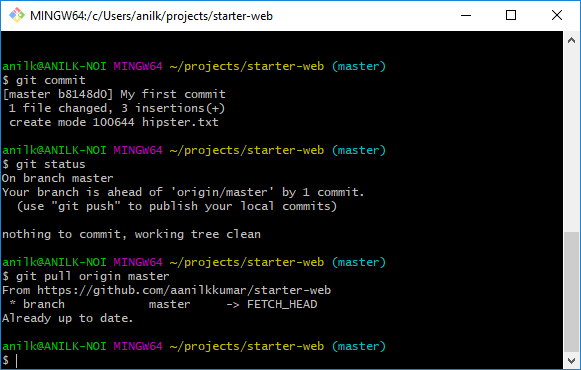 MINGW64:/c/Users/anilk/projects/starter-web
anilk@ANILK-NOI MINGW64 ~/projects/starter-web (master)
$ git commit
[master b8148d0] My first commit
 1 file changed, 3 insertions(+)
 create mode 100644 hipster.txt
anilk@ANILK-NOI MINGW64 ~/projects/starter-web (master)
$ git status
On branch master
Your branch is ahead of 'origin/master' by 1 commit.
  (use "git push" to publish your local commits)
nothing to commit, working tree clean
anilk@ANILK-NOI MINGW64 ~/projects/starter-web (master)
$ git pull origin master
From https://github.com/aanilkkumar/starter-web
 * branch            master     -> FETCH_HEAD
Already up to date.
anilk@ANILK-NOI MINGW64 ~/projects/starter-web (master)
$